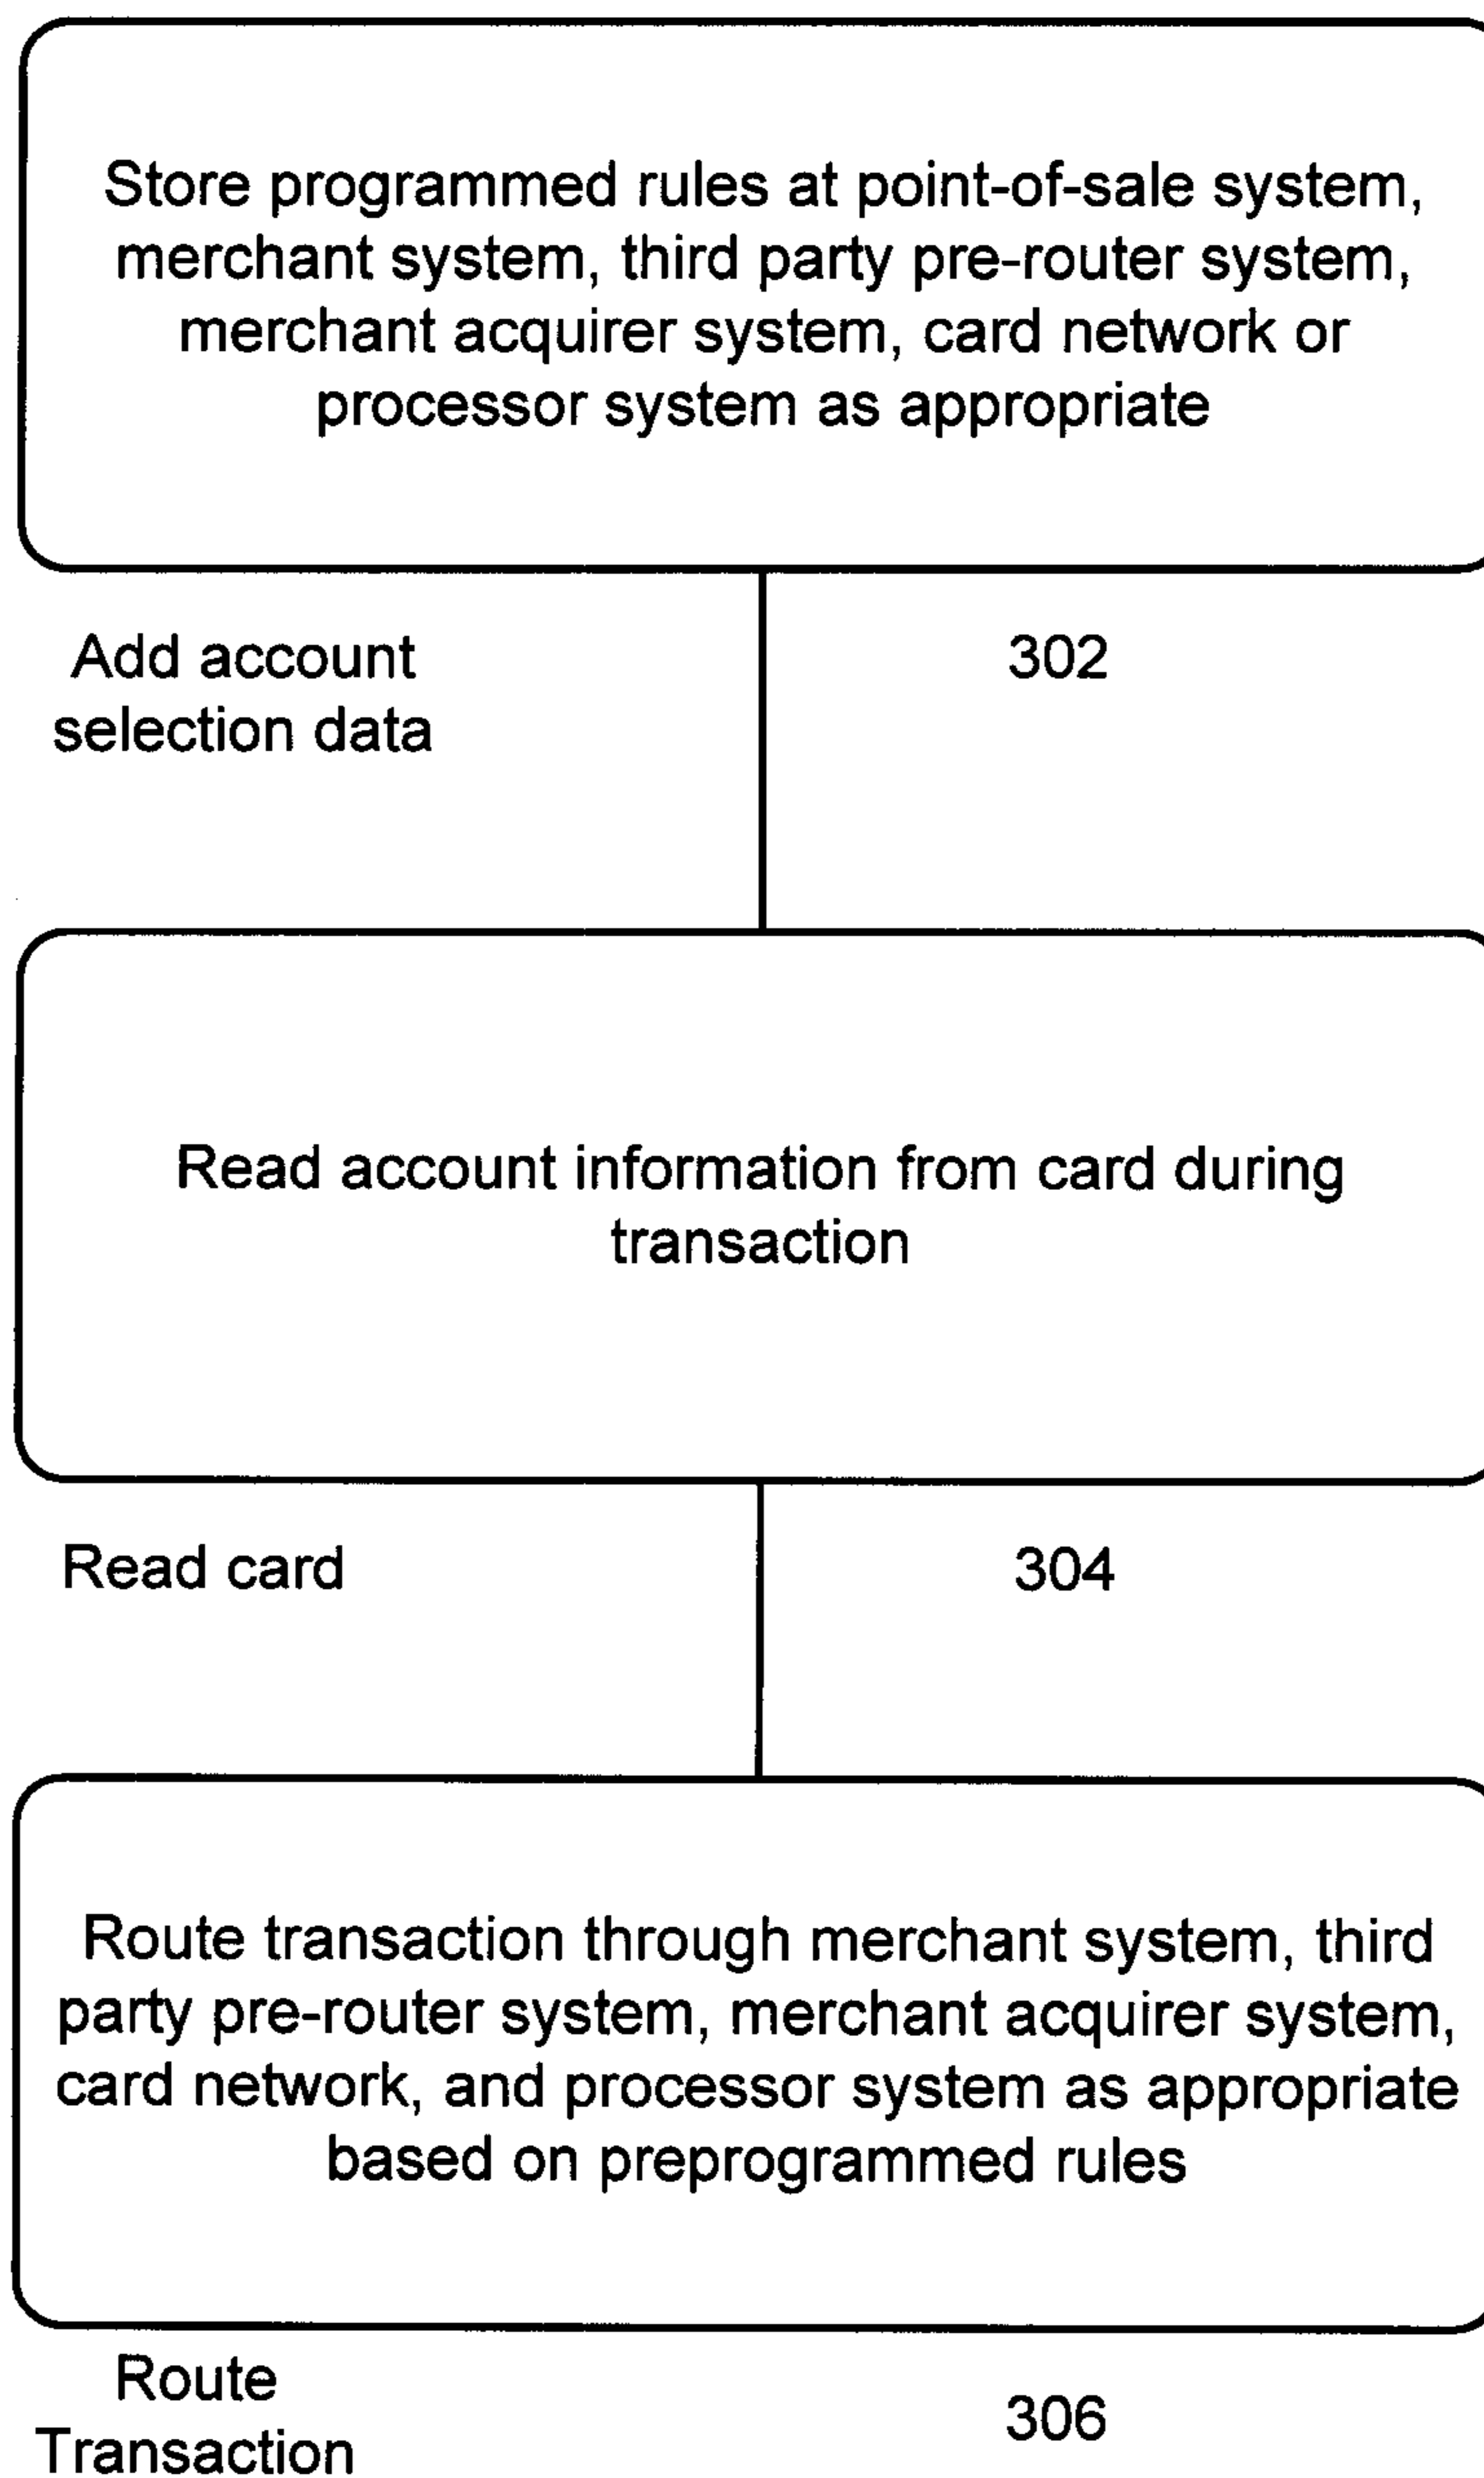 Store programmed rules at point-of-sale system,
merchant system, third party pre-router system,
merchant acquirer system, card network or
processor system as appropriate
Add account
selection data
302
Read account information from card during
transaction
Read card
304
Route transaction through merchant system, third
party pre-router system, merchant acquirer system,
card network, and processor system as appropriate
based on preprogrammed rules
Route
Transaction
306